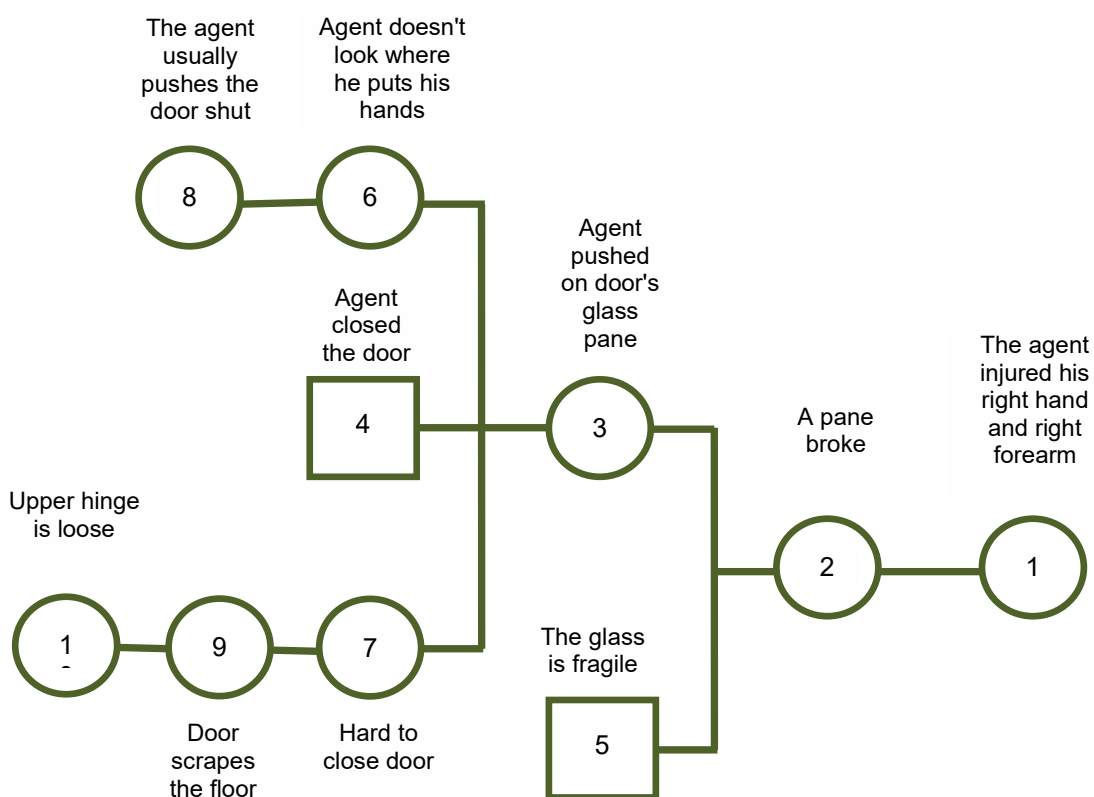 The agent
usually
pushes the
door shut
Agent doesn't
look where
he puts his
hands
8
6
Agent
pushed
on door's
glass
pane
Agent
closed
the door
4
3
The agent
injured his
right hand
and right
forearm
A pane
broke
Upper hinge
is loose
2
1
1
9
7
The glass
is fragile
5
Door
scrapes
the floor
Hard to
close door